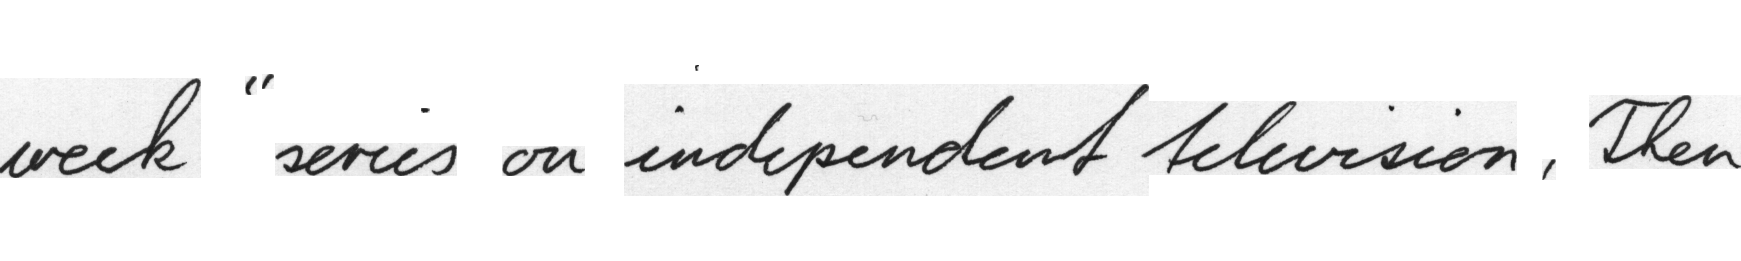 week " series on independent television , Then